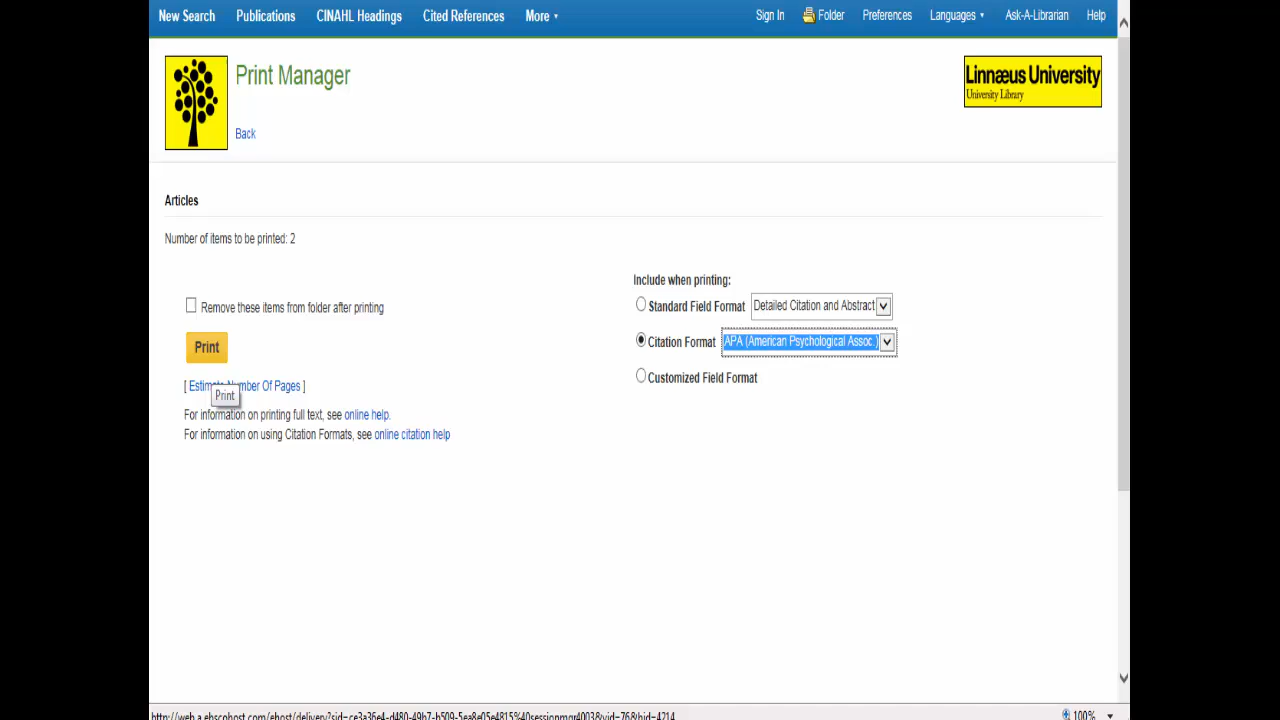 New Search Publications CINAHL Headings Cited References More Sign In Folder Preferences Languages Ask-A-Librarian Help
Print Manager
Linnæus University
University Library
Back
Articles
Number of items to be printed: 2
Include when printing:
Remove these items from folder after printing
Standard Field Format Detailed Citation and Abstract
Print
Citation Format APA (American Psychological Assoc.)
Customized Field Format
[ Estimate Number Of Pages ]
Print
For information on printing full text, see online help.
For information on using Citation Formats, see online citation help
100%